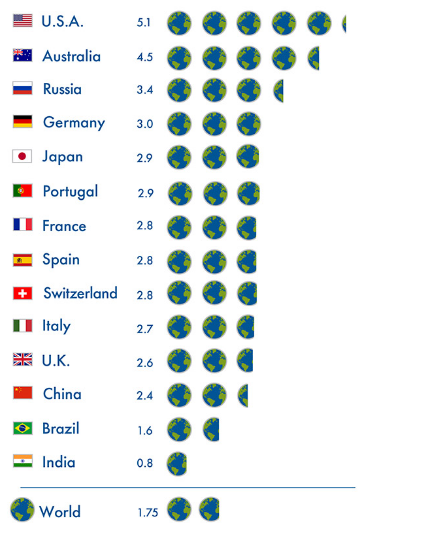 U.S.A. 5.1
Australia 4.5
Russia 3.4
Germany 3.0
Japan 2.9
Portugal 2.9
France 2.8
Spain 2.8
Switzerland 2.8
Italy 2.7
U.K. 2.6
China 2.4
Brazil 1.6
India 0.8
World 1.75